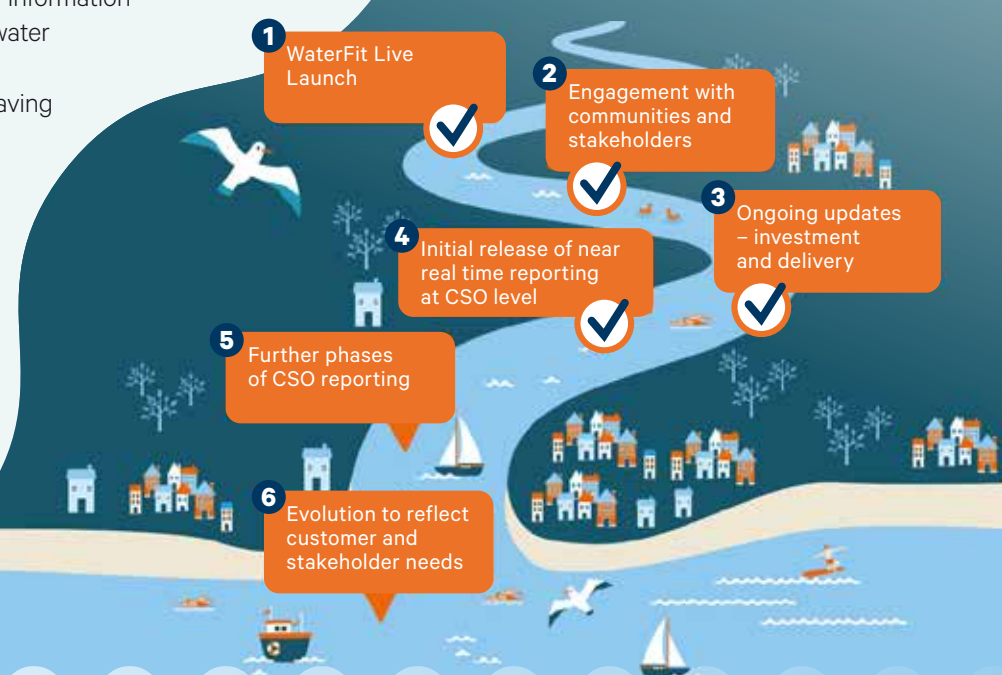 information
water
aving
1
WaterFit Live
Launch
2
Engagement with
communities and
stakeholders
3
Ongoing updates
– investment
and delivery
4
Initial release of near
real time reporting
at CSO level
5
Further phases
of CSO reporting
6
Evolution to reflect
customer and
stakeholder needs